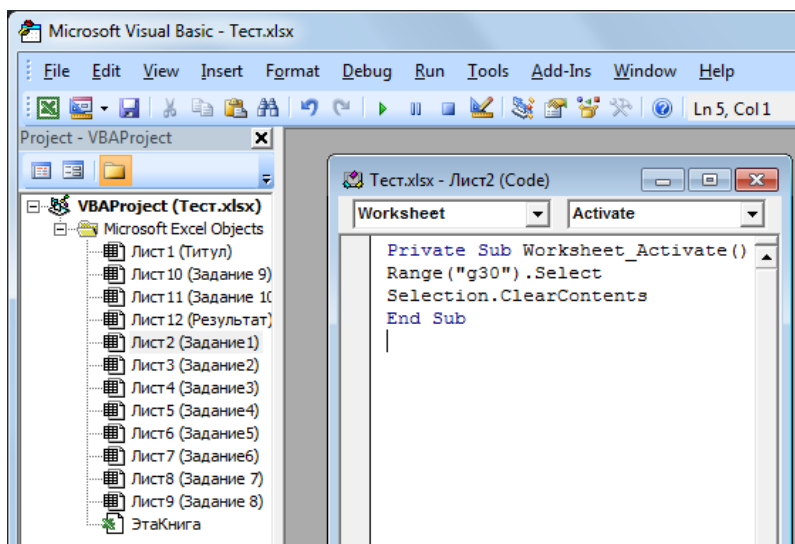 Microsoft Visual Basic - Тест.xlsx
File Edit View Insert Format Debug Run Tools Add-Ins Window Help
Ln 5, Col 1
Project - VBAProject
VBAProject (Тест.xlsx)
Microsoft Excel Objects
Лист1 (Титул)
Лист10 (Задание 9)
Лист11 (Задание 10
Лист12 (Результат)
Лист2 (Задание1)
Лист3 (Задание2)
Лист4 (Задание3)
Лист5 (Задание4)
Лист6 (Задание5)
Лист7 (Задание6)
Лист8 (Задание 7)
Лист9 (Задание 8)
ЭтаКнига
Тест.xlsx - Лист2 (Code)
Worksheet Activate
Private Sub Worksheet_Activate()
Range("g30").Select
Selection.ClearContents
End Sub